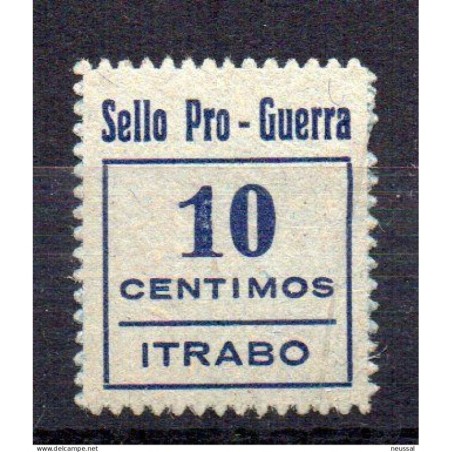 Sello Pro - Guerra
10
CENTIMOS
ITRABO
www.delcampe.net
neussal